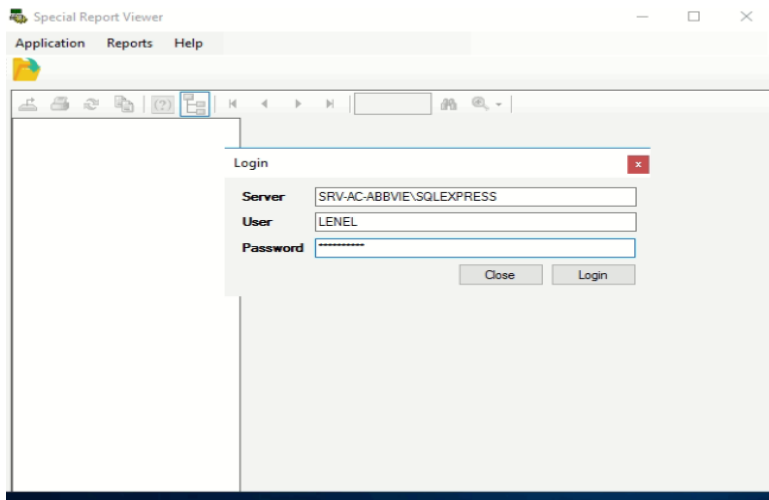 Special Report Viewer
Application Reports Help
(?)
Login
x
Server SRV-AC-ABBVIE\SQLEXPRESS
User LENEL
Password **********
Close Login